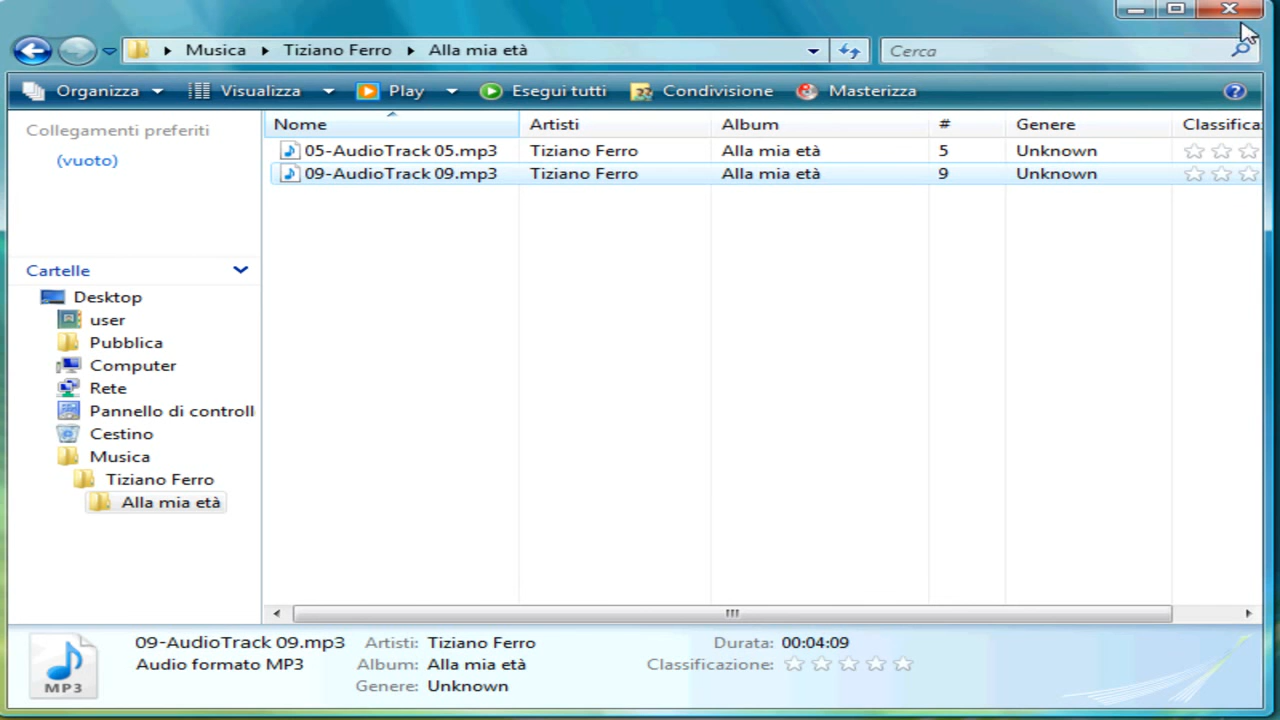 Musica Tiziano Ferro Alla mia età Cerca
Organizza Visualizza Play Esegui tutti Condivisione Masterizza
Collegamenti preferiti
(vuoto)
Nome Artisti Album # Genere Classifica
05-AudioTrack 05.mp3 Tiziano Ferro Alla mia età 5 Unknown
09-AudioTrack 09.mp3 Tiziano Ferro Alla mia età 9 Unknown
Cartelle
Desktop
user
Pubblica
Computer
Rete
Pannello di controll
Cestino
Musica
Tiziano Ferro
Alla mia età
MP3
09-AudioTrack 09.mp3 Artisti: Tiziano Ferro Durata: 00:04:09
Audio formato MP3 Album: Alla mia età Classificazione:
Genere: Unknown